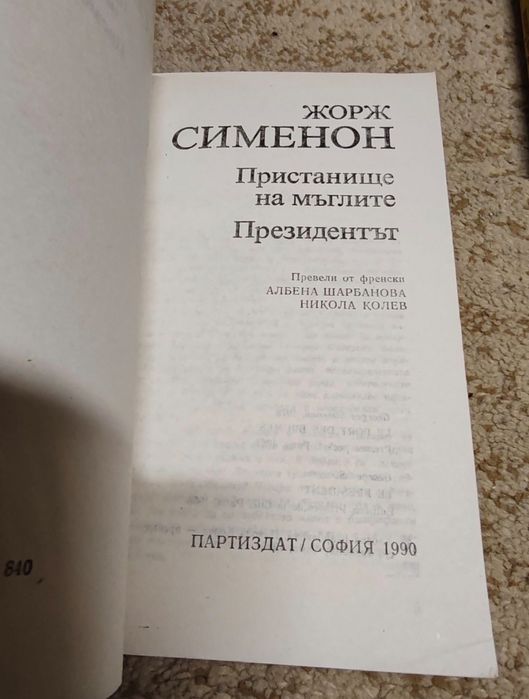 ЖОРЖ
СИМЕНОН
Пристанище
на мъглите
Президентът
Превели от френски
АЛБЕНА ШАРБАНОВА
НИКОЛА КОЛЕВ
ПАРТИЗДАТ / СОФИЯ 1990
840